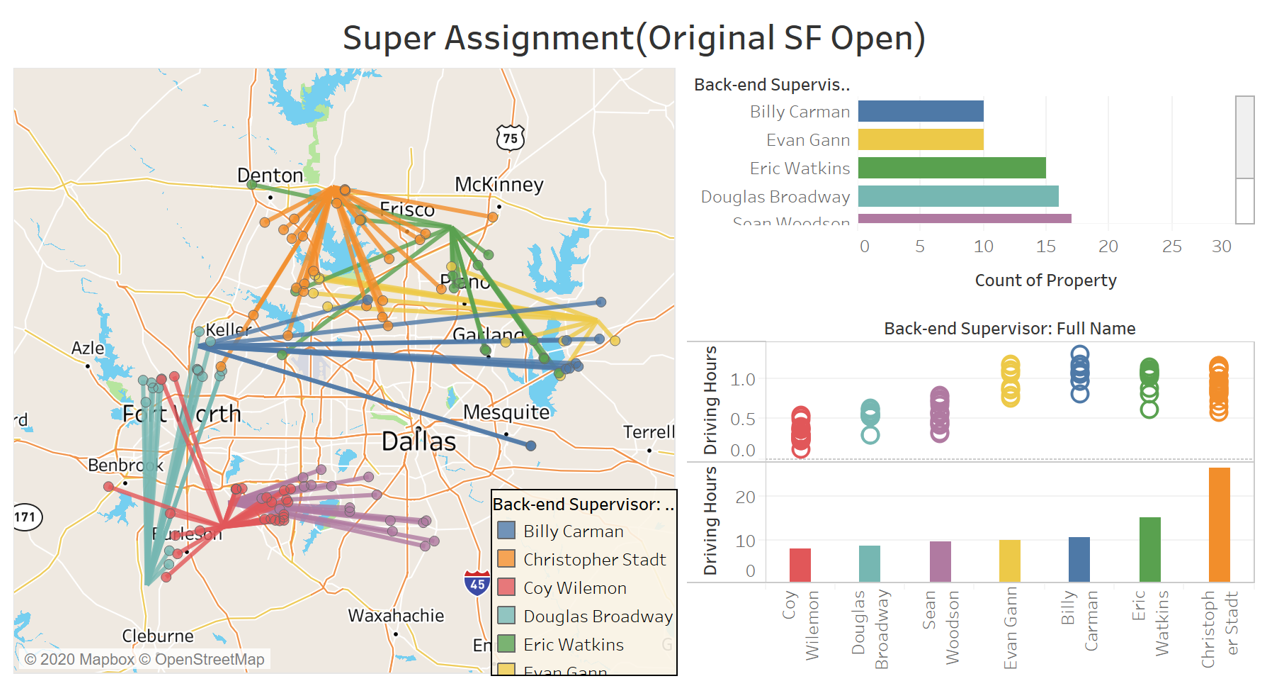 Super Assignment(Original SF Open)
75
Denton
McKinney
Frisco
Plano
Keller
Garland
Azle
Fort Worth
rd
Mesquite
Dallas
Terrell
Benbrook
171
Burleson
45
Waxahachie
Cleburne
En
G
© 2020 Mapbox © OpenStreetMap
Back-end Supervisor: ..
Billy Carman
Christopher Stadt
Coy Wilemon
Douglas Broadway
Eric Watkins
Evan Gann
Back-end Supervis..
Billy Carman
Evan Gann
Eric Watkins
Douglas Broadway
Sean Woodson
0 5 10 15 20 25 30
Count of Property
Back-end Supervisor: Full Name
Driving Hours
1.0
0.5
0.0
Driving Hours
20
10
0
Coy
Wilemon
Douglas
Broadway
Sean
Woodson
Evan Gann
Billy
Carman
Eric
Watkins
Christoph
er Stadt